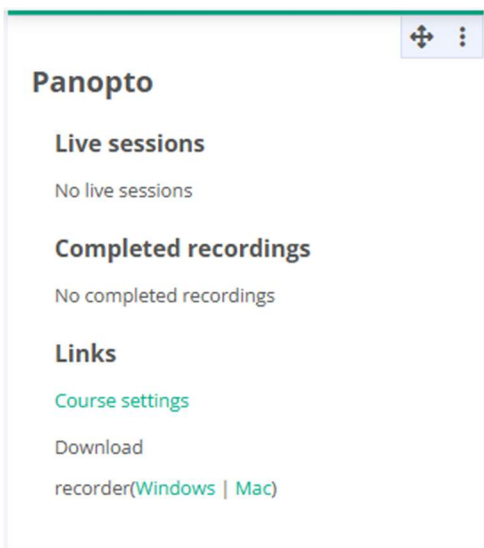 Panopto
Live sessions
No live sessions
Completed recordings
No completed recordings
Links
Course settings
Download
recorder(Windows | Mac)